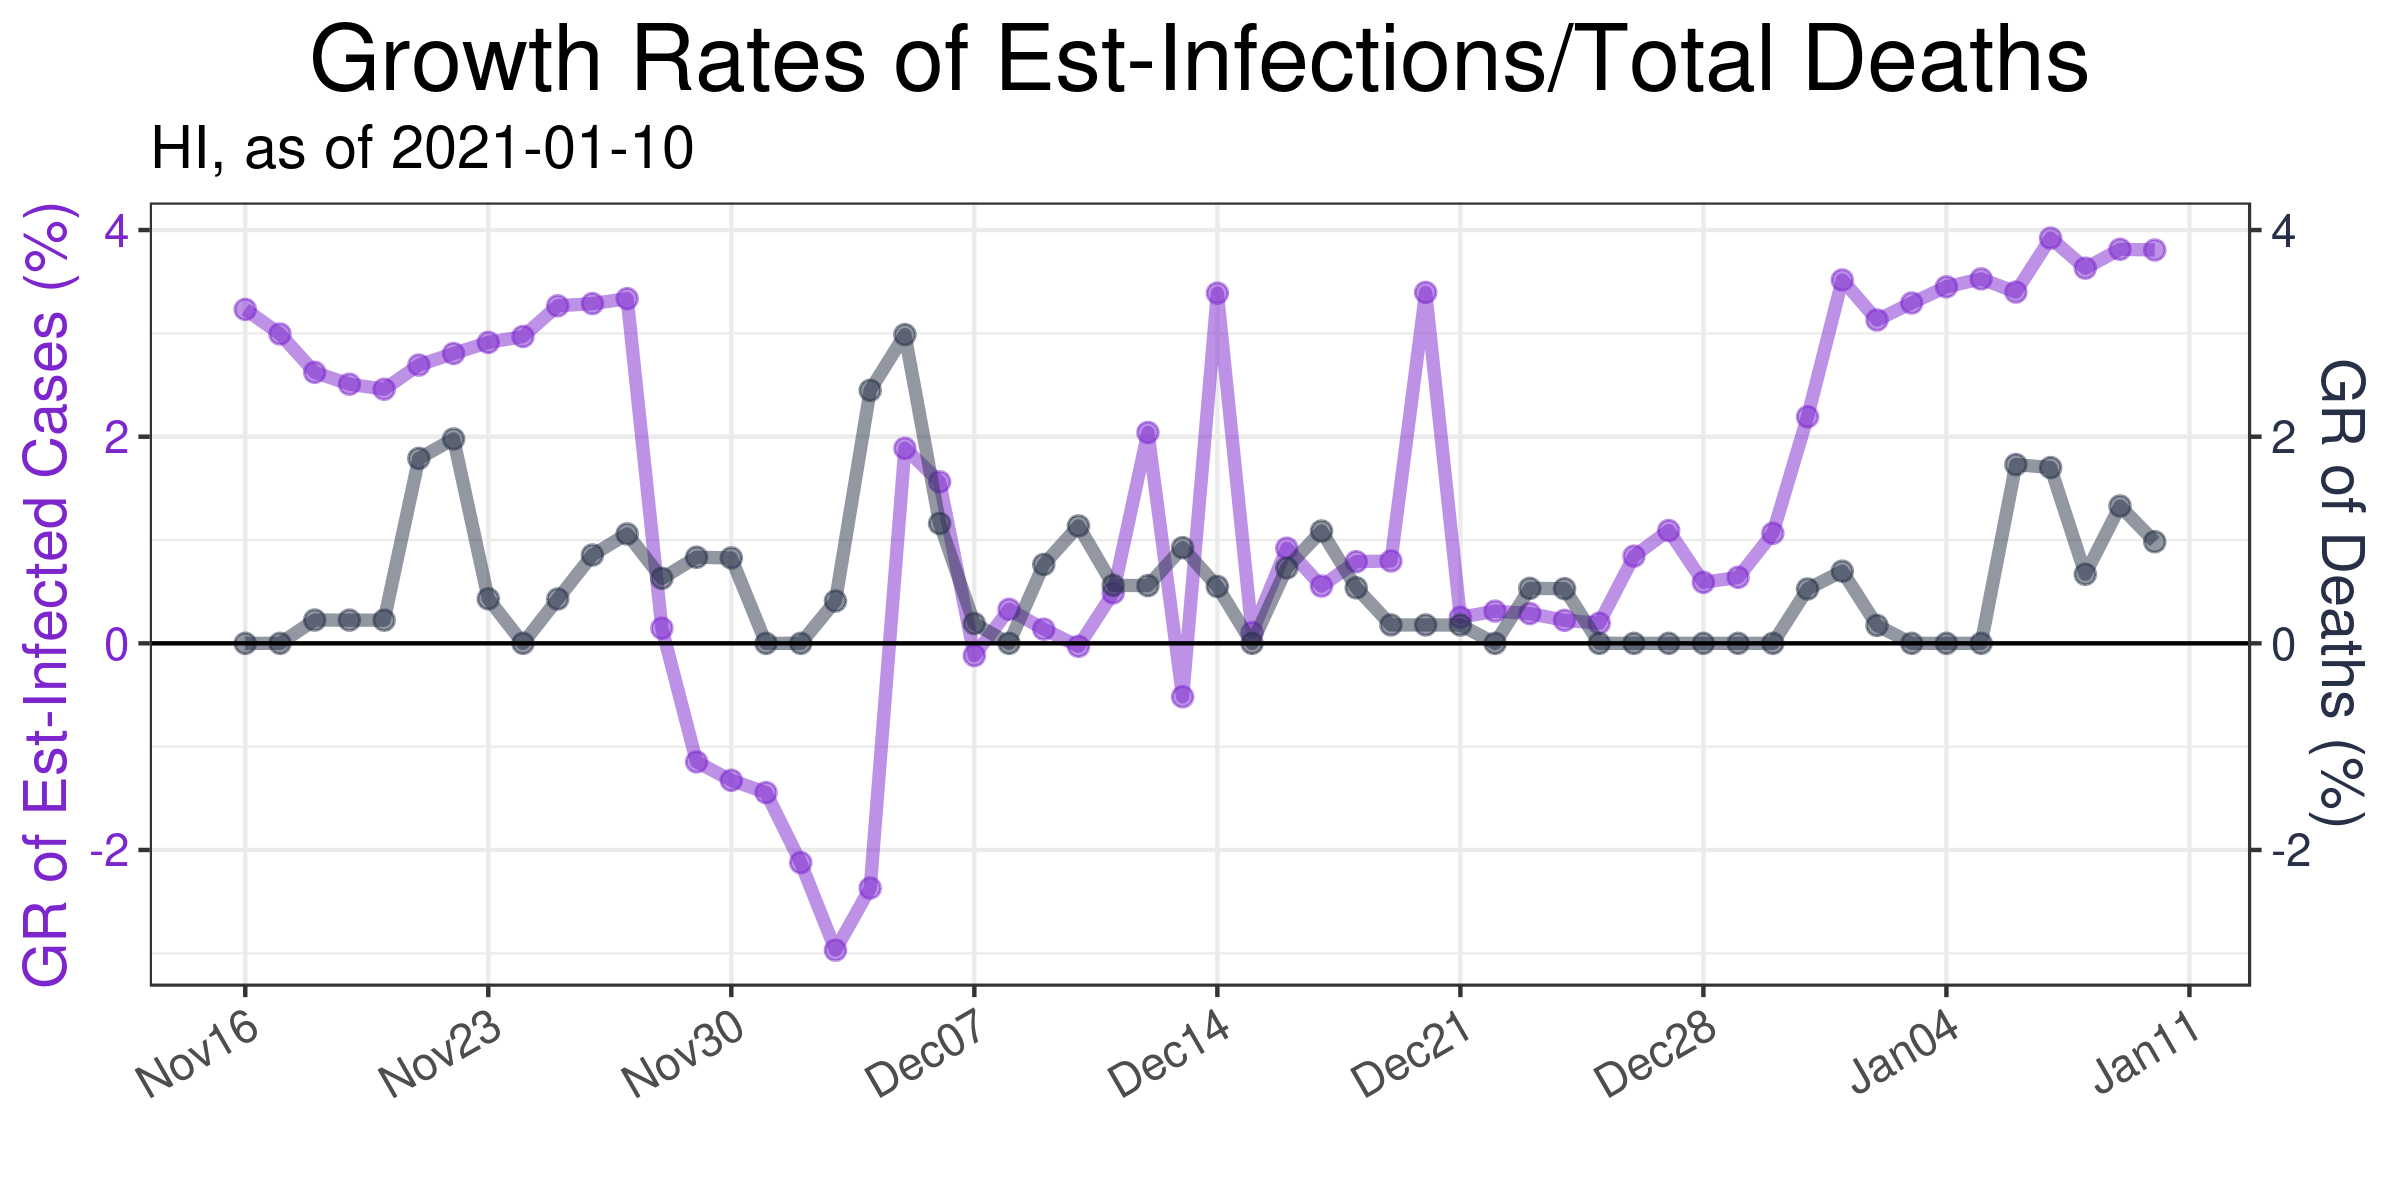 Growth Rates of Est-Infections/Total Deaths
HI, as of 2021-01-10
GR of Est-Infected Cases (%)
4
2
0
-2
4
2
0
-2
GR of Deaths (%)
Nov16
Nov23
Nov30
Dec07
Dec14
Dec21
Dec28
Jan04
Jan11